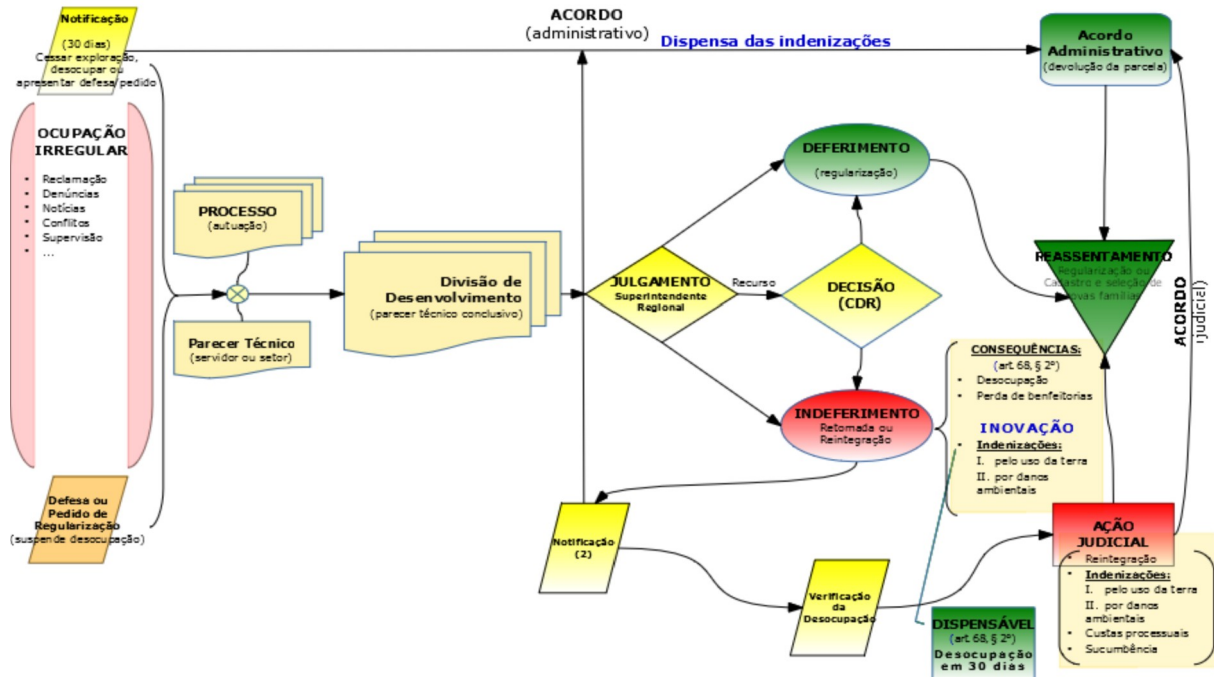 Notificação
(30 dias)
Cessar exploração,
desocupar ou
apresentar defesa/pedido
ACORDO
(administrativo)
Dispensa das indenizações
Acordo
Administrativo
(devolução da parcela)
OCUPAÇÃO
IRREGULAR
• Reclamação
• Denúncias
• Notícias
• Conflitos
• Supervisão
• ...
PROCESSO
(autuação)
Parecer Técnico
(servidor ou setor)
Divisão de
Desenvolvimento
(parecer técnico conclusivo)
JULGAMENTO
Superintendente
Regional
Recurso
DECISÃO
(CDR)
DEFERIMENTO
(regularização)
INDEFERIMENTO
Retomada ou
Reintegração
REASSENTAMENTO
Regularização ou
Cadastro e seleção de
novas famílias
ACORDO
(judicial)
CONSEQUÊNCIAS:
(art. 68, § 2º)
• Desocupação
• Perda de benfeitorias
INOVAÇÃO
• Indenizações:
I. pelo uso da terra
II. por danos
ambientais
Defesa ou
Pedido de
Regularização
(suspende desocupação)
Notificação
(2)
Verificação
da
Desocupação
DISPENSÁVEL
(art. 68, § 2º)
Desocupação
em 30 dias
AÇÃO
JUDICIAL
• Reintegração
• Indenizações:
I. pelo uso da terra
II. por danos
ambientais
• Custas processuais
• Sucumbência